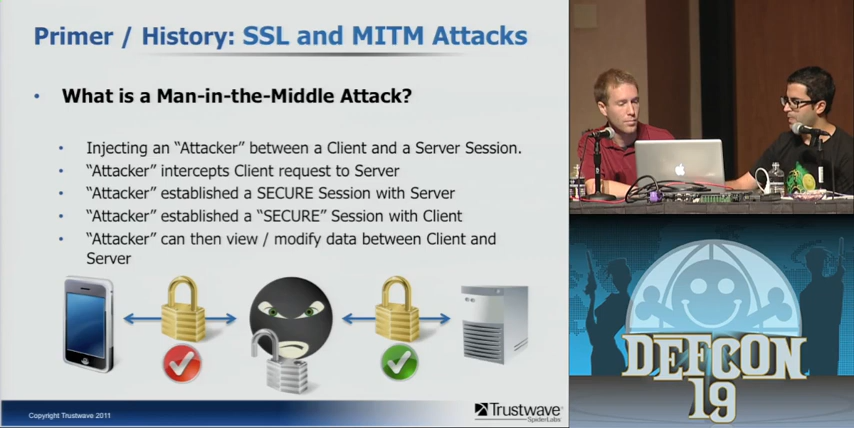 Primer / History: SSL and MITM Attacks
• What is a Man-in-the-Middle Attack?
• Injecting an “Attacker” between a Client and a Server Session.
• “Attacker” intercepts Client request to Server
• “Attacker” established a SECURE Session with Server
• “Attacker” established a “SECURE” Session with Client
• “Attacker” can then view / modify data between Client and
Server
Copyright Trustwave 2011
Trustwave®
SpiderLabs
DEFCON
19